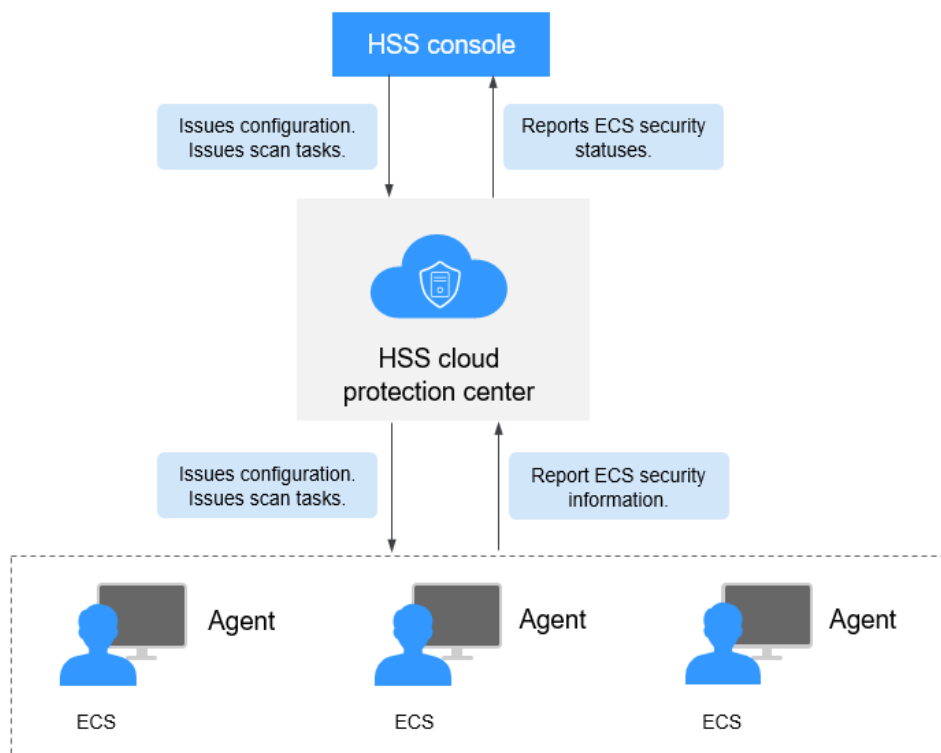 HSS console
Issues configuration.
Issues scan tasks.
Reports ECS security
statuses.
HSS cloud
protection center
Issues configuration.
Issues scan tasks.
Report ECS security
information.
Agent
Agent
Agent
ECS
ECS
ECS